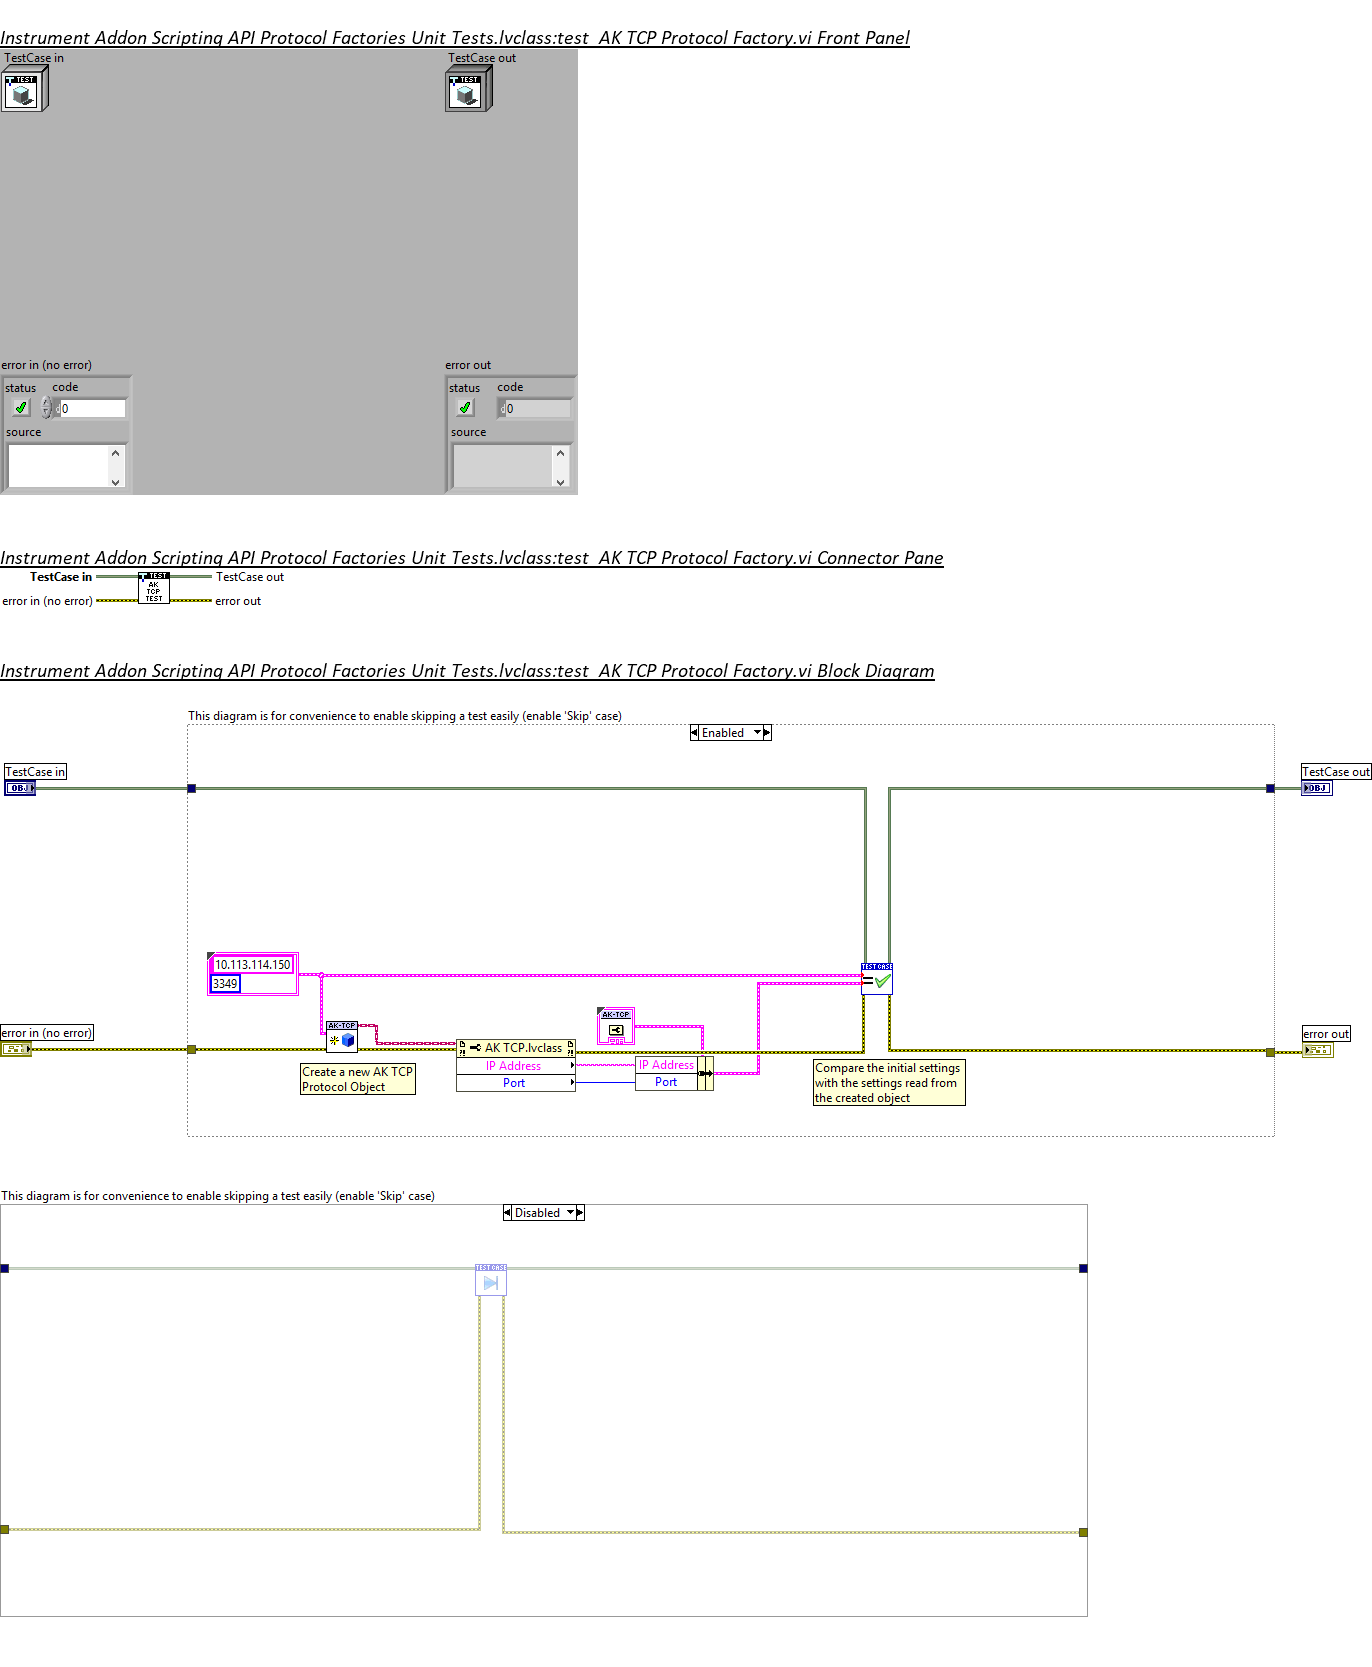 Instrument Addon Scripting API Protocol Factories Unit Tests.lvclass:test  AK TCP Protocol Factory.vi Front Panel
TestCase in
TestCase out
TEST
TEST
error in (no error)
error out
status
code
status
code
d0
d0
source
source
Instrument Addon Scripting API Protocol Factories Unit Tests.lvclass:test  AK TCP Protocol Factory.vi Connector Pane
TestCase in
TEST
AK
TCP
TEST
TestCase out
error in (no error)
error out
Instrument Addon Scripting API Protocol Factories Unit Tests.lvclass:test  AK TCP Protocol Factory.vi Block Diagram
This diagram is for convenience to enable skipping a test easily (enable 'Skip' case)
Enabled
TestCase in
OBJ
TestCase out
OBJ
10.113.114.150
3349
TEST CASE
AK-TCP
error in (no error)
AK-TCP
error out
AK TCP.lvclass
IP Address
Port
IP Address
Port
Create a new AK TCP
Protocol Object
Compare the initial settings
with the settings read from
the created object
This diagram is for convenience to enable skipping a test easily (enable 'Skip' case)
Disabled
TEST CASE